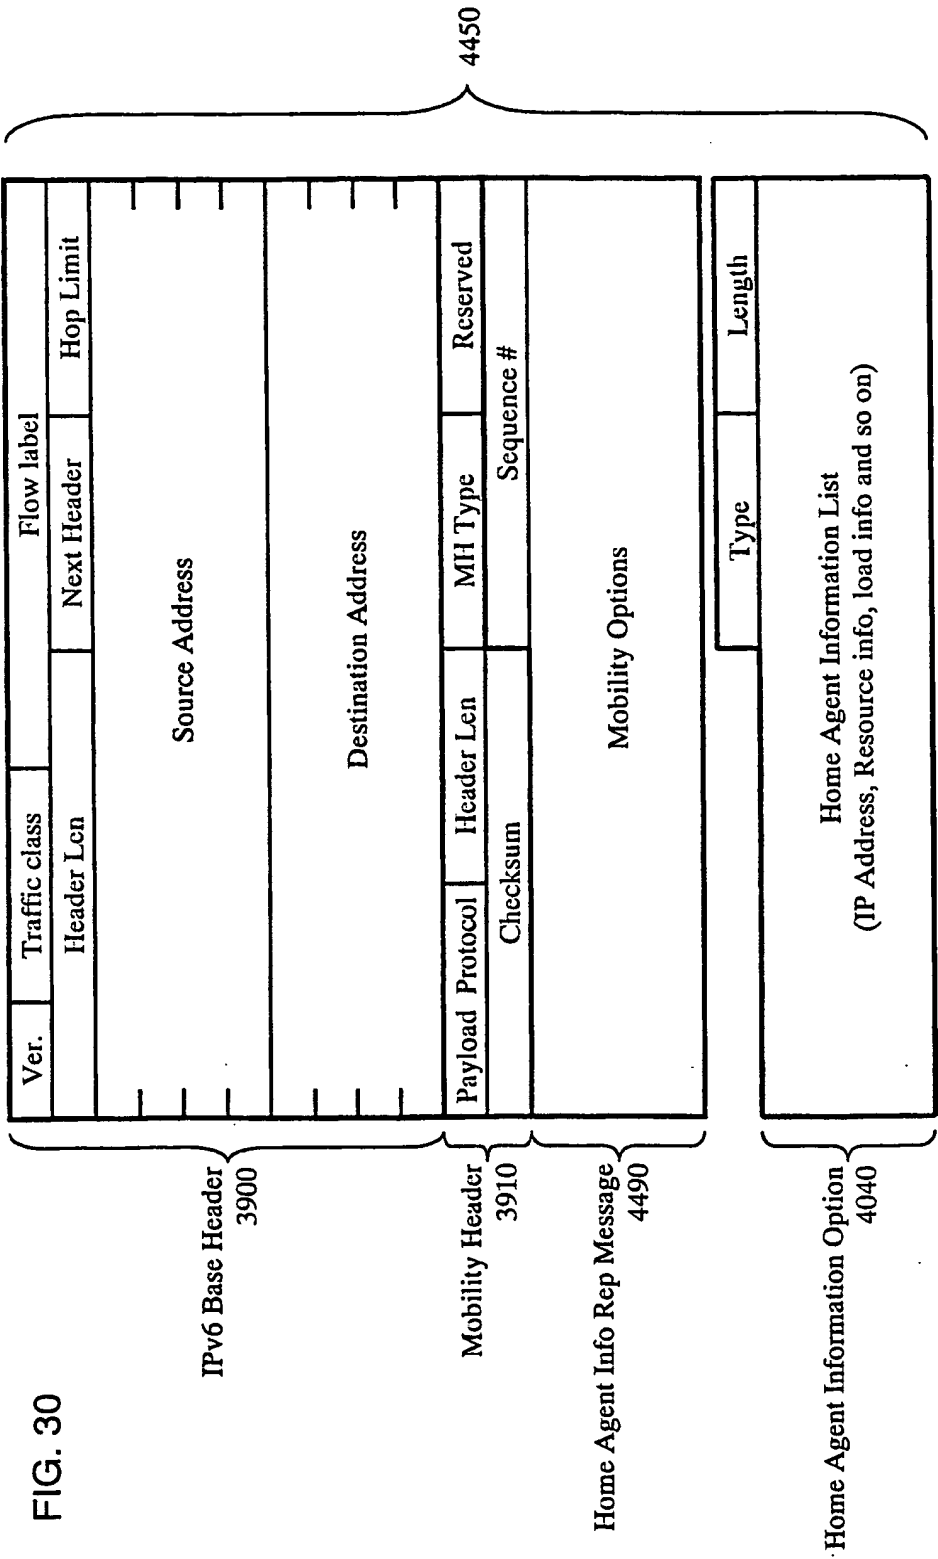 FIG. 30
IPv6 Base Header
3900
Ver.
Traffic class
Flow label
Header Len
Next Header
Hop Limit
Source Address
Destination Address
Mobility Header
3910
Payload Protocol
Header Len
MH Type
Reserved
Checksum
Sequence #
Home Agent Info Rep Message
4490
Mobility Options
Type
Length
Home Agent Information Option
4040
Home Agent Information List
(IP Address, Resource info, load info and so on)
4450